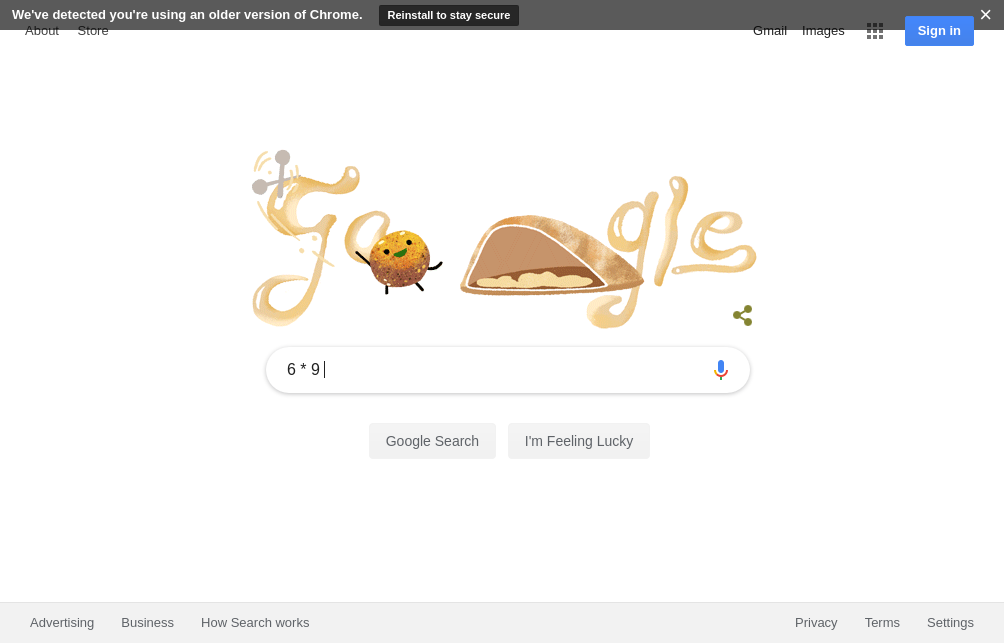 We've detected you're using an older version of Chrome. Reinstall to stay secure ×
About Store Gmail Images Sign in
Google
6 * 9
Google Search I'm Feeling Lucky
Advertising Business How Search works Privacy Terms Settings